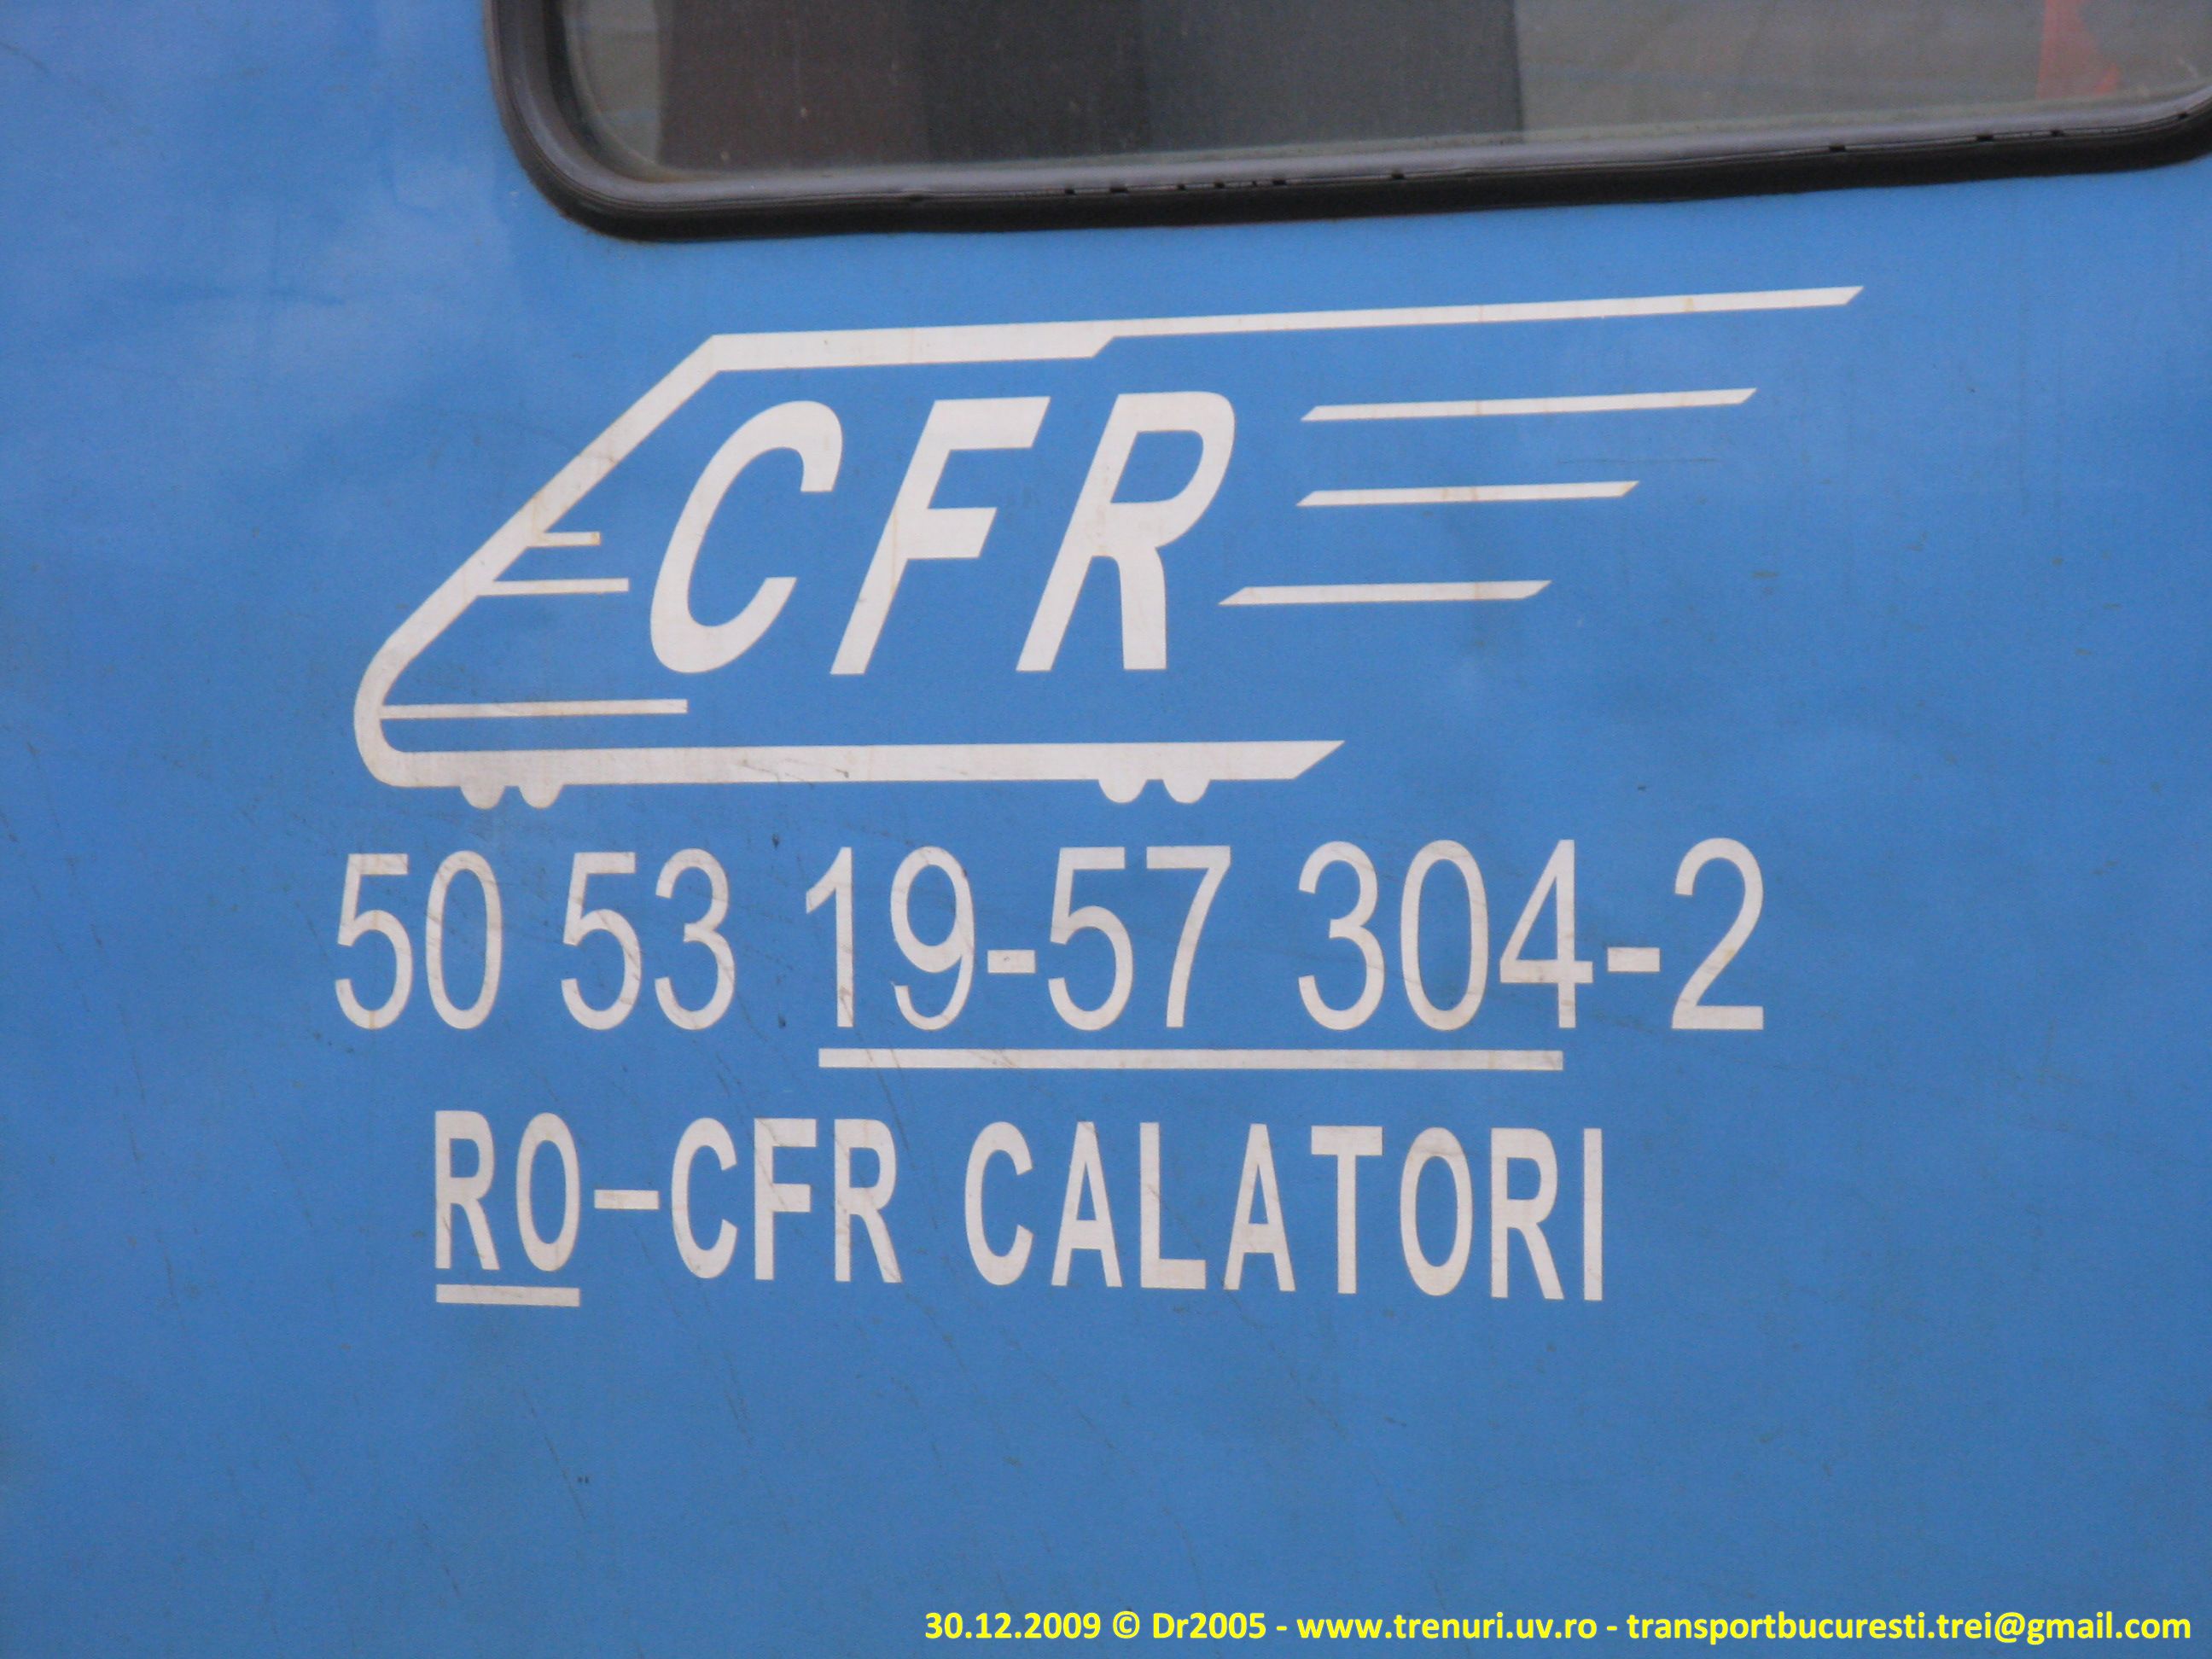 CFR
50 53 19-57 304-2
RO-CFR CALATORI
30.12.2009 © Dr2005 - www.trenuri.uv.ro - transportbucuresti.trei@gmail.com